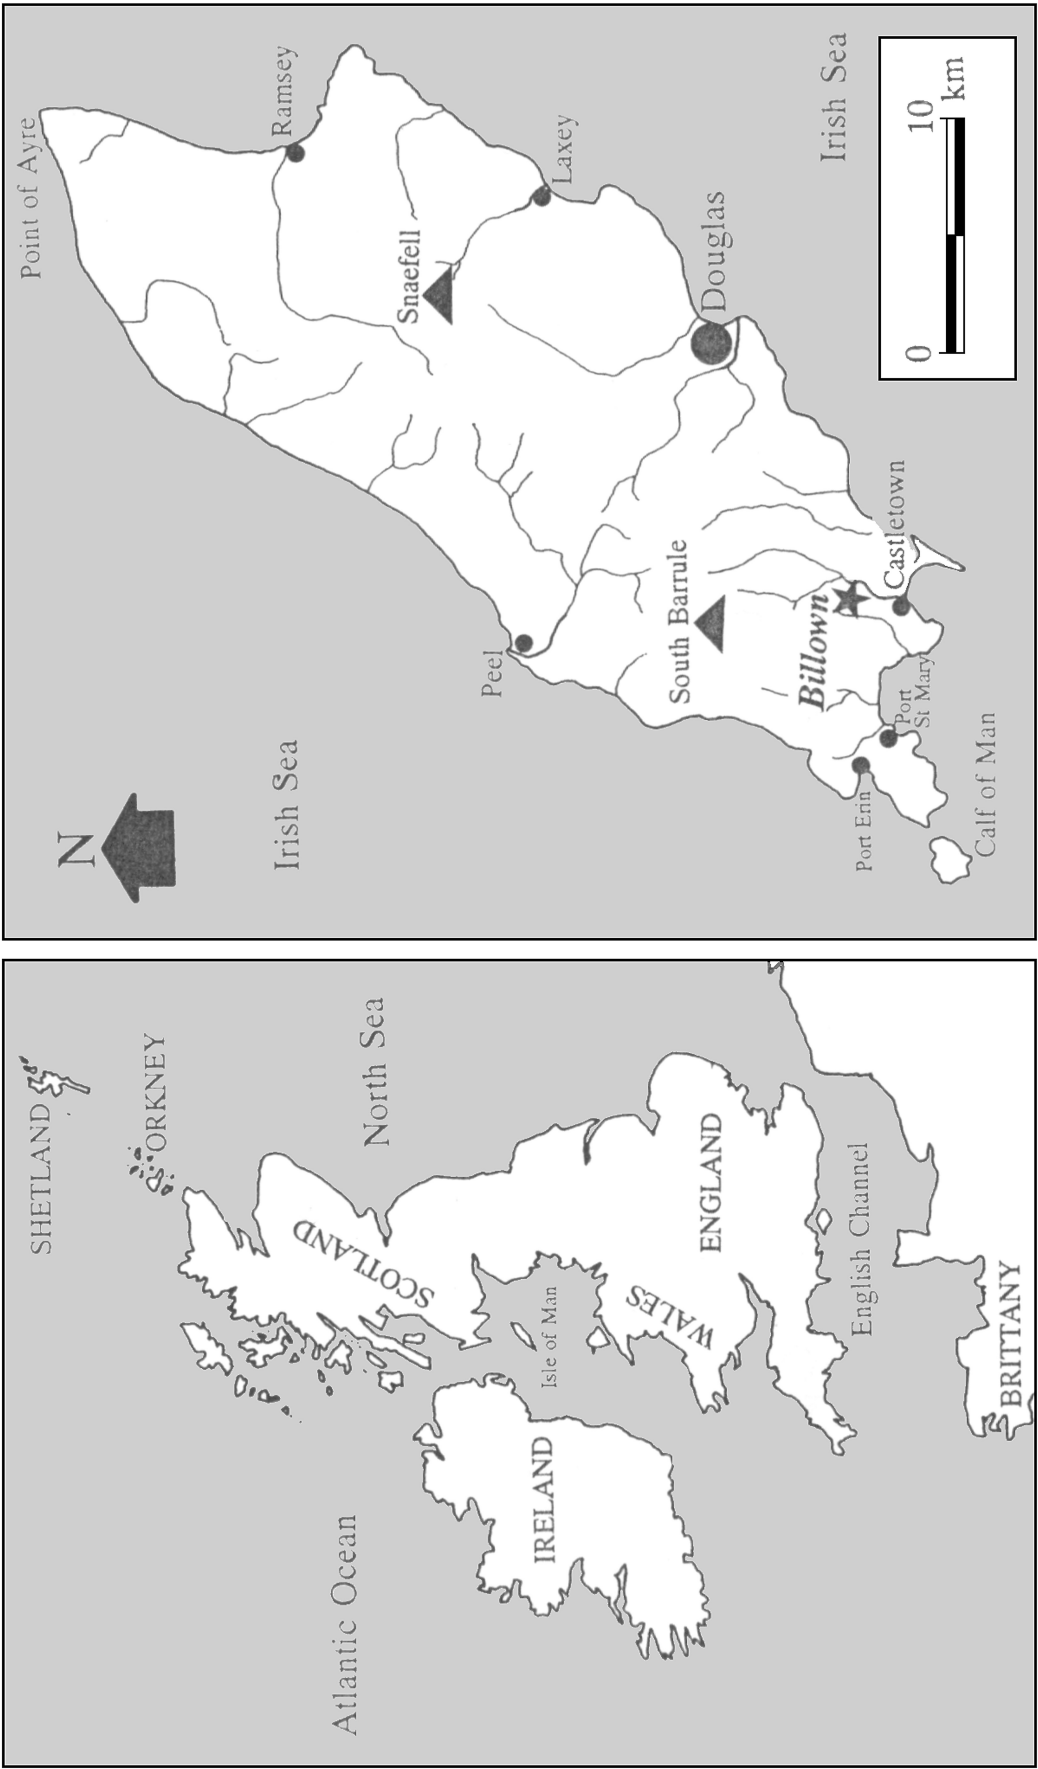 SHETLAND
ORKNEY
North Sea
Atlantic Ocean
SCOTLAND
Isle of Man
IRELAND
WALES
ENGLAND
English Channel
BRITTANY
N
Point of Ayre
Irish Sea
Ramsey
Snaefell
Laxey
Peel
Douglas
South Barrule
Billown
Irish Sea
Port Erin
Port
St Mary
Castletown
Calf of Man
0
10
km